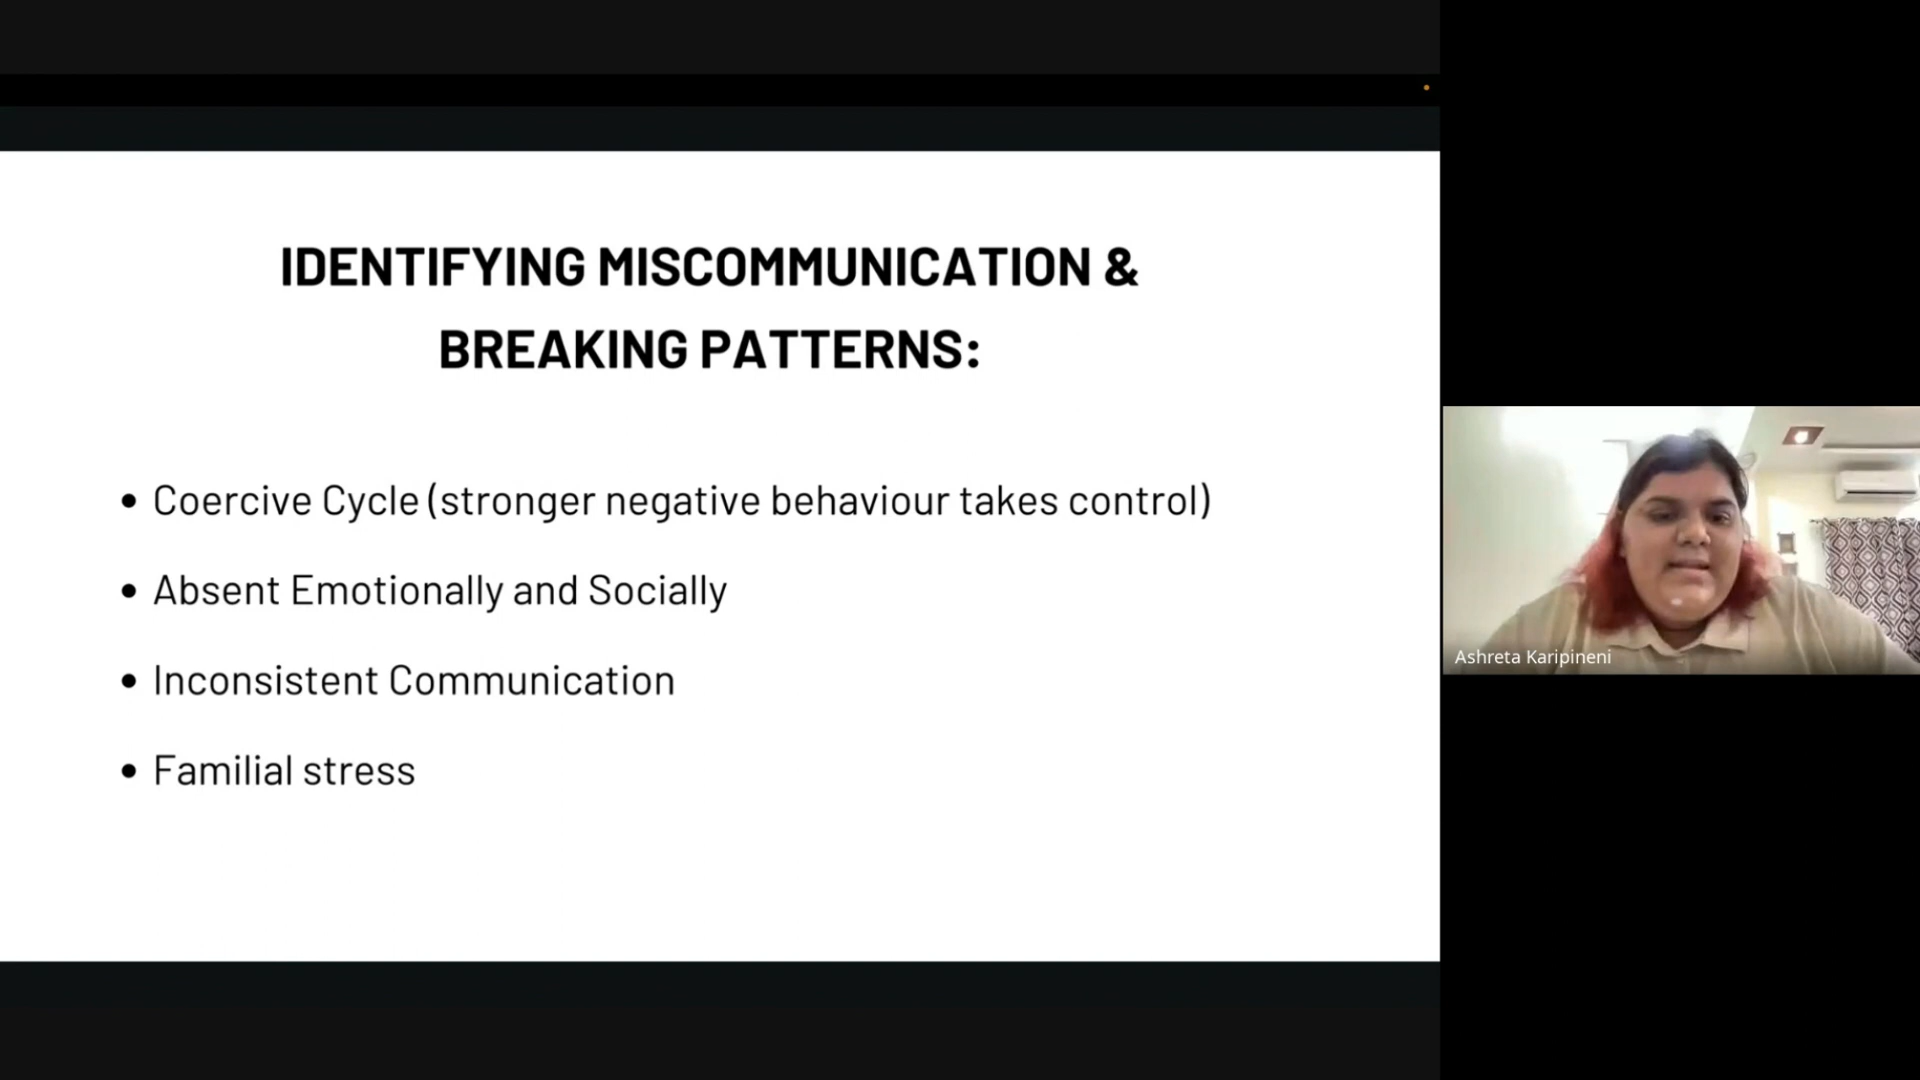 IDENTIFYING MISCOMMUNICATION &
BREAKING PATTERNS:
• Coercive Cycle (stronger negative behaviour takes control)
• Absent Emotionally and Socially
• Inconsistent Communication
• Familial stress
Ashreta Karipineni